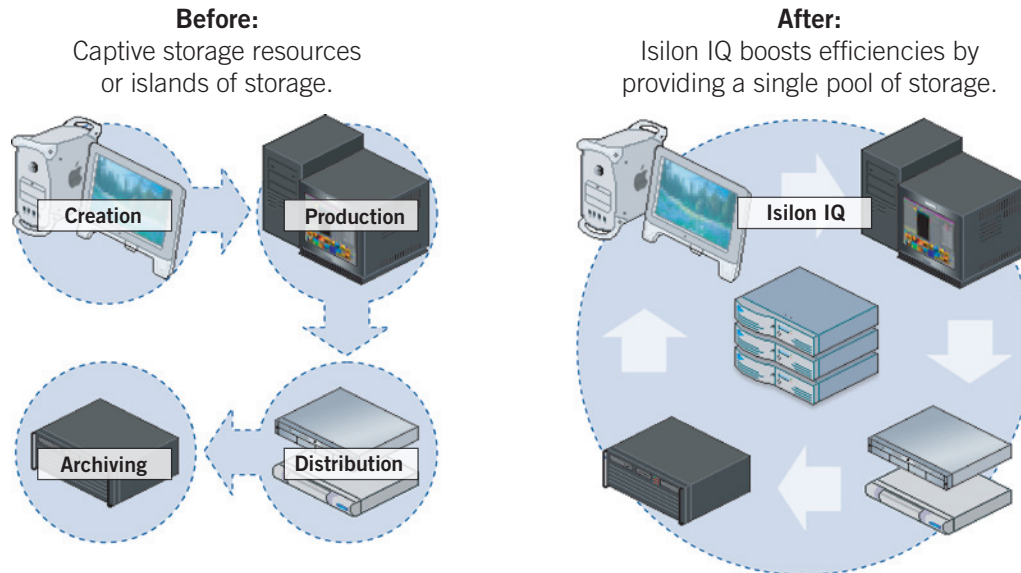 Before:
Captive storage resources
or islands of storage.
Creation
Production
Archiving
Distribution
After:
Isilon IQ boosts efficiencies by
providing a single pool of storage.
Isilon IQ